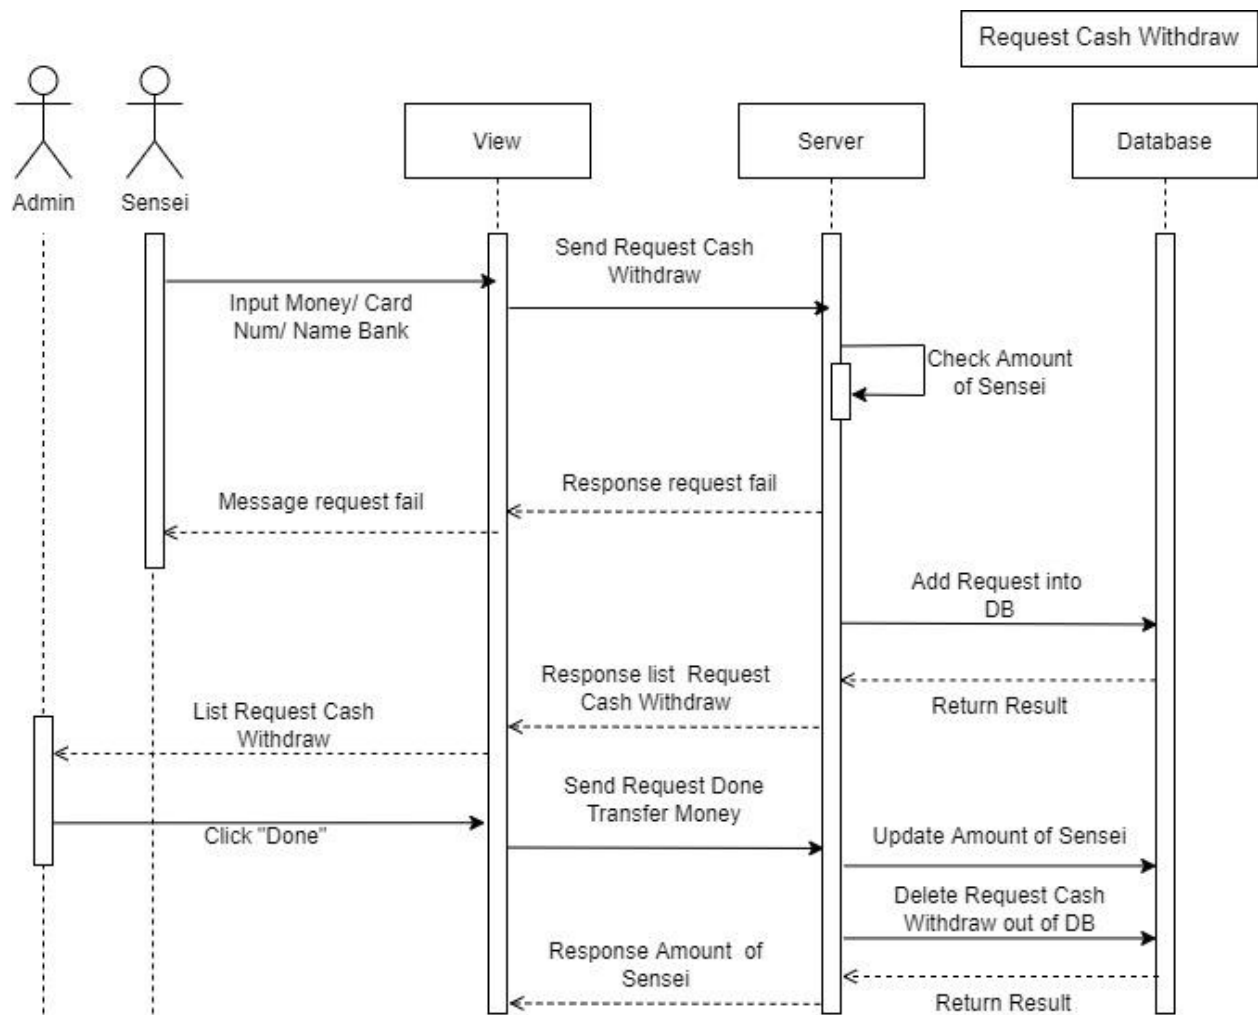 Request Cash Withdraw
View
Server
Database
Admin
Sensei
Send Request Cash
Withdraw
Input Money/ Card
Num/ Name Bank
Check Amount
of Sensei
Response request fail
Message request fail
Add Request into
DB
Response list  Request
Cash Withdraw
Return Result
List Request Cash
Withdraw
Send Request Done
Transfer Money
Click "Done"
Update Amount of Sensei
Delete Request Cash
Withdraw out of DB
Response Amount  of
Sensei
Return Result